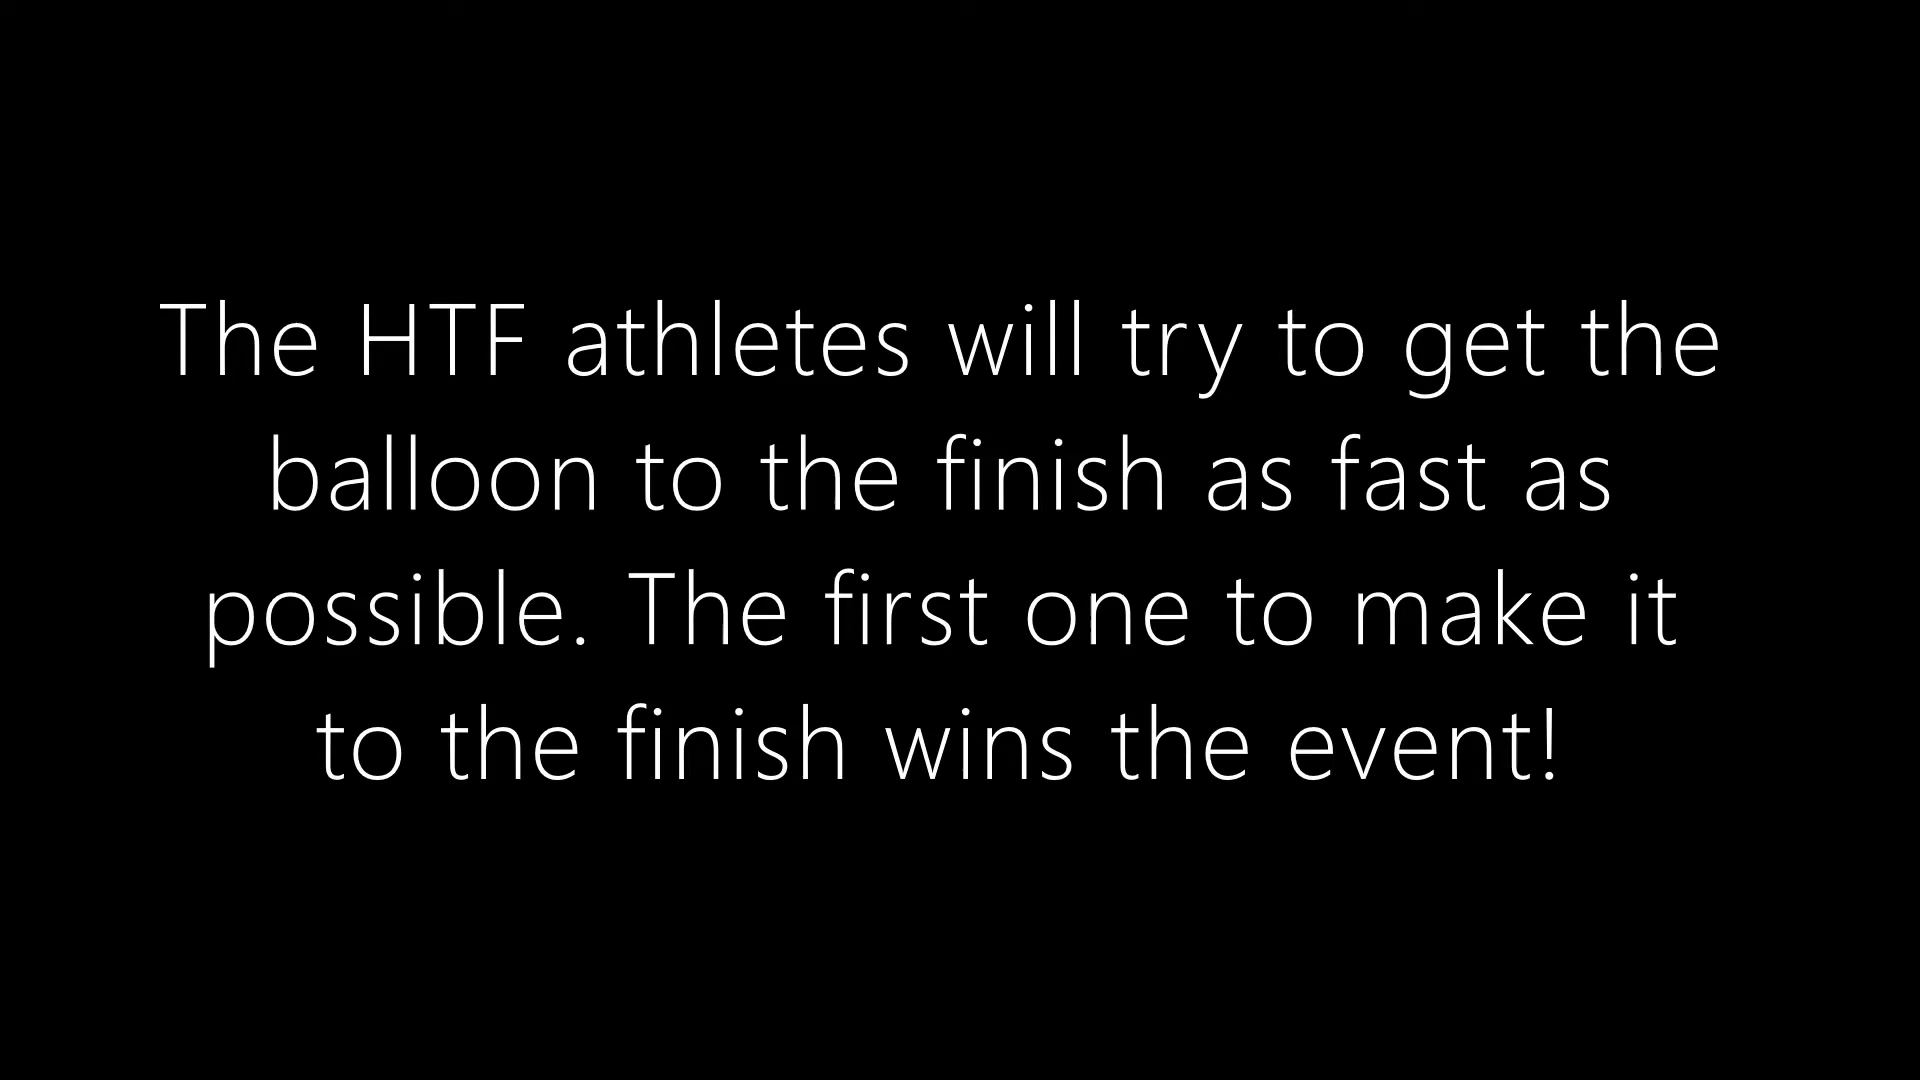 The HTF athletes will try to get the
balloon to the finish as fast as
possible. The first one to make it
to the finish wins the event!